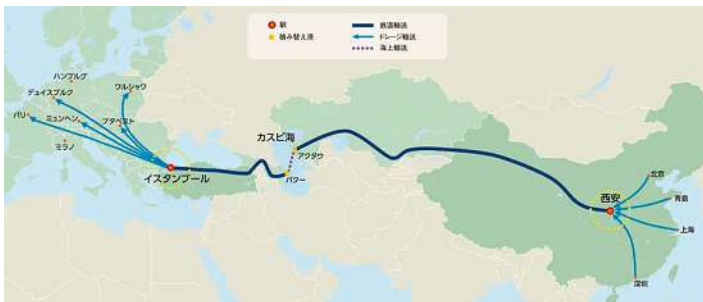 駅
積み替え港
鉄道輸送
ドレージ輸送
海上輸送
ハンブルグ
デュイスブルク
ワルシャワ
パリ
ミュンヘン
ブタペスト
ミラノ
イスタンブール
カスピ海
アクタウ
バクー
西安
北京
青島
上海
深圳